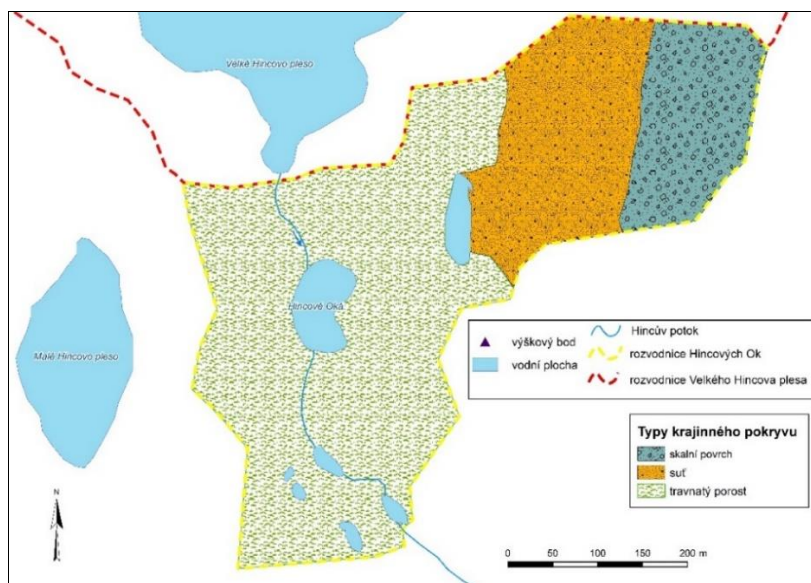 Velké Hincovo pleso
Hincové Oká
Malé Hincovo pleso
výškový bod
vodní plocha
Hincův potok
rozvodnice Hincových Ok
rozvodnice Velkého Hincova plesa
Typy krajinného pokryvu
skalní povrch
suť
travnatý porost
N
0 50 100 150 200 m